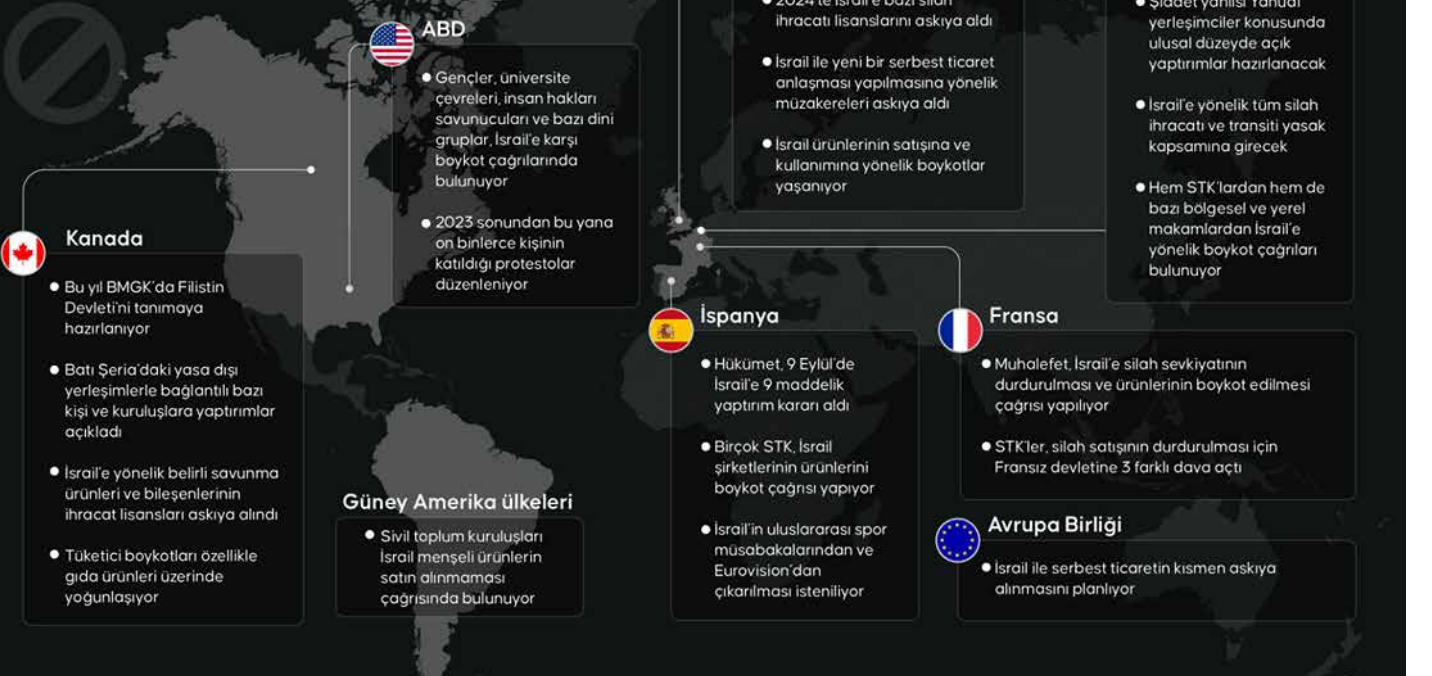 ABD
● Gençler, üniversite
çevreleri, insan hakları
savunucuları ve bazı dini
gruplar, İsrail'e karşı
boykot çağrılarında
bulunuyor
● 2023 sonundan bu yana
on binlerce kişinin
katıldığı protestolar
düzenleniyor
● 2024'te İsrail'e bazı silah
ihracatı lisanslarını askıya aldı
● İsrail ile yeni bir serbest ticaret
anlaşması yapılmasına yönelik
müzakereleri askıya aldı
● İsrail ürünlerinin satışına ve
kullanımına yönelik boykotlar
yaşanıyor
● Şiddet yanlısı Yahudi
yerleşimciler konusunda
ulusal düzeyde açık
yaptırımlar hazırlanacak
● İsrail'e yönelik tüm silah
ihracatı ve transiti yasak
kapsamına girecek
● Hem STK'lardan hem de
bazı bölgesel ve yerel
makamlardan İsrail'e
yönelik boykot çağrıları
bulunuyor
Kanada
● Bu yıl BMGK'da Filistin
Devleti'ni tanımaya
hazırlanıyor
● Batı Şeria'daki yasa dışı
yerleşimlerle bağlantılı bazı
kişi ve kuruluşlara yaptırımlar
açıkladı
● İsrail'e yönelik belirli savunma
ürünleri ve bileşenlerinin
ihracat lisansları askıya alındı
● Tüketici boykotları özellikle
gıda ürünleri üzerinde
yoğunlaşıyor
Güney Amerika ülkeleri
● Sivil toplum kuruluşları
İsrail menşeli ürünlerin
satın alınmaması
çağrısında bulunuyor
İspanya
● Hükümet, 9 Eylül'de
İsrail'e 9 maddelik
yaptırım kararı aldı
● Birçok STK, İsrail
şirketlerinin ürünlerini
boykot çağrısı yapıyor
● İsrail'in uluslararası spor
müsabakalarından ve
Eurovision'dan
çıkarılması isteniliyor
Fransa
● Muhalefet, İsrail'e silah sevkiyatının
durdurulması ve ürünlerinin boykot edilmesi
çağrısı yapılıyor
● STK'ler, silah satışının durdurulması için
Fransız devletine 3 farklı dava açtı
Avrupa Birliği
● İsrail ile serbest ticaretin kısmen askıya
alınmasını planlıyor